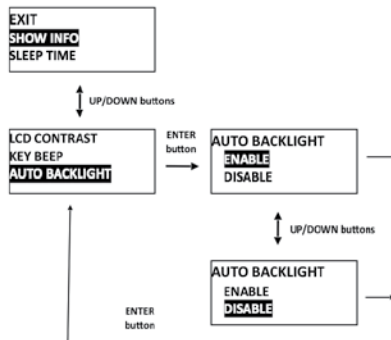 EXIT
SHOW INFO
SLEEP TIME
UP/DOWN buttons
LCD CONTRAST
KEY BEEP
AUTO BACKLIGHT
ENTER
button
AUTO BACKLIGHT
ENABLE
DISABLE
UP/DOWN buttons
AUTO BACKLIGHT
ENABLE
DISABLE
ENTER
button